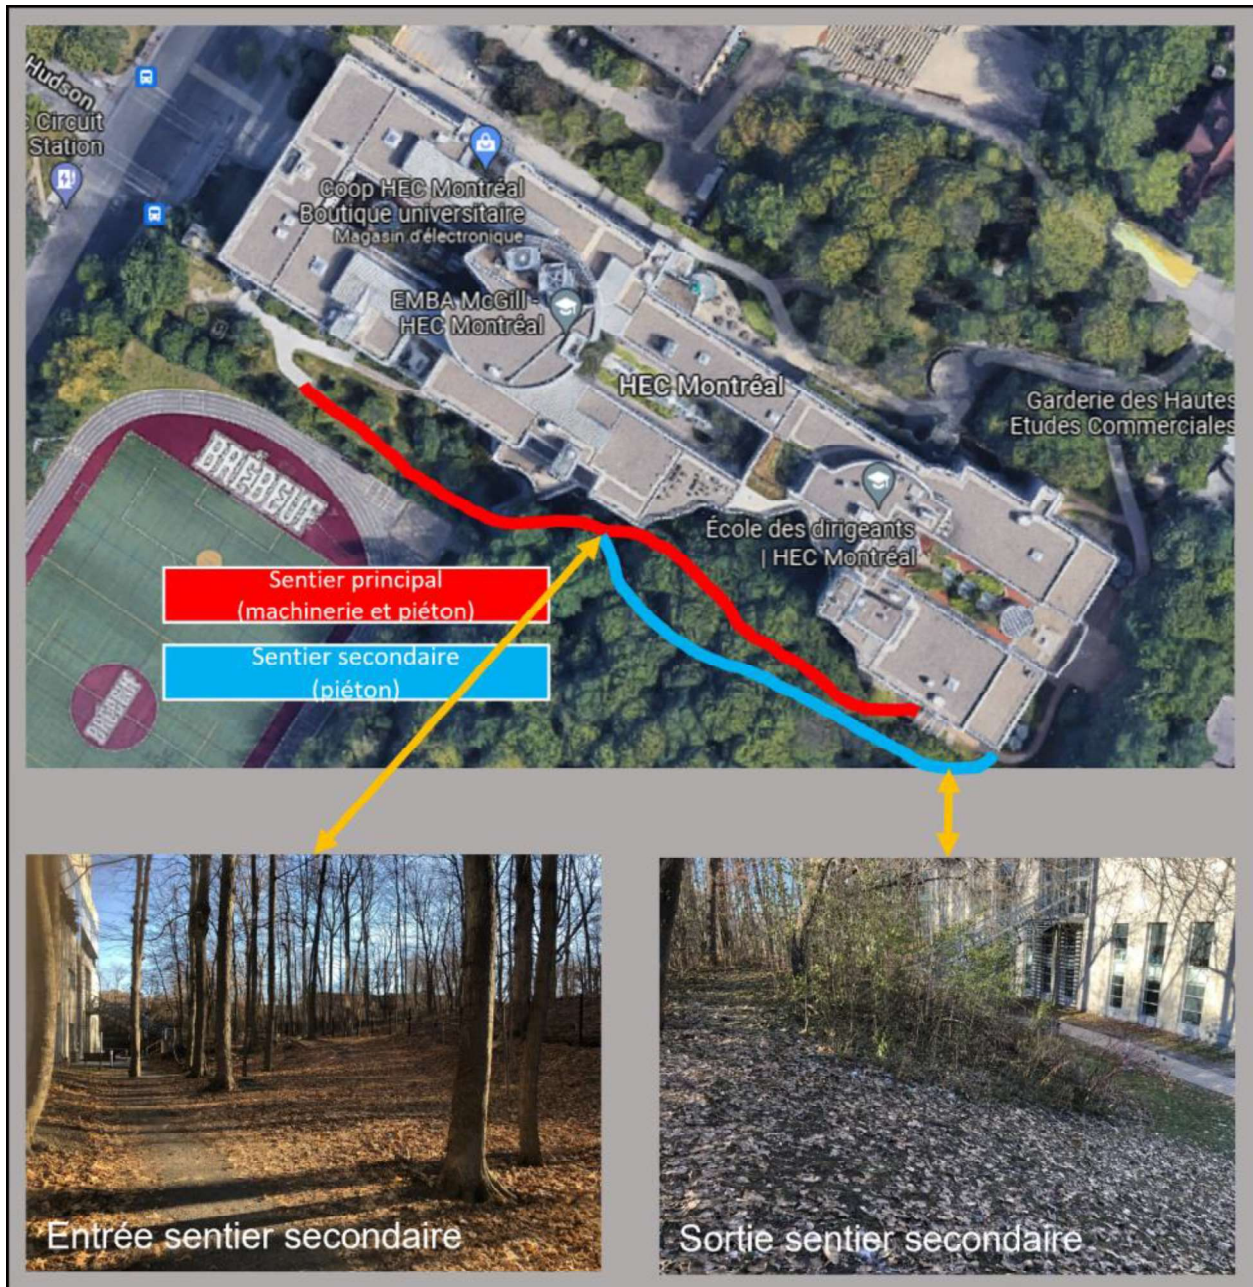 Hudson
c Circuit
Station
Coop HEC Montréal
Boutique universitaire
Magasin d'électronique
EMBA McGill -
HEC Montréal
HEC Montréal
Garderie des Hautes
Etudes Commerciales
École des dirigeants
| HEC Montréal
BRÉBEUF
Sentier principal
(machinerie et piéton)
Sentier secondaire
(piéton)
BRÉBEUF
Entrée sentier secondaire
Sortie sentier secondaire